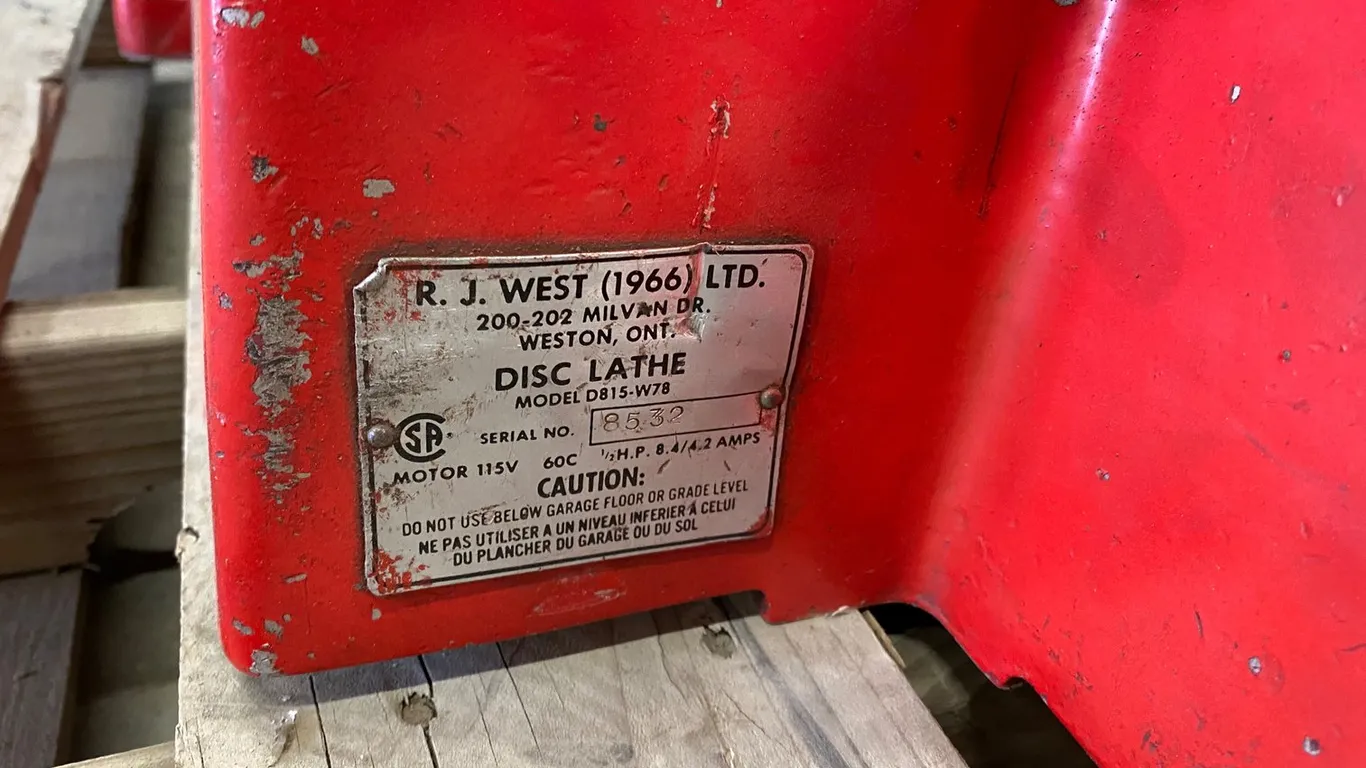 R. J. WEST (1966) LTD.
200-202 MILVAN DR.
WESTON, ONT.
DISC LATHE
MODEL D815-W78
SA SERIAL NO. 8532
MOTOR 115V 60C ½ H.P. 8.4/4.2 AMPS
CAUTION:
DO NOT USE BELOW GARAGE FLOOR OR GRADE LEVEL
NE PAS UTILISER A UN NIVEAU INFERIER À CELUI
DU PLANCHER DU GARAGE OU DU SOL